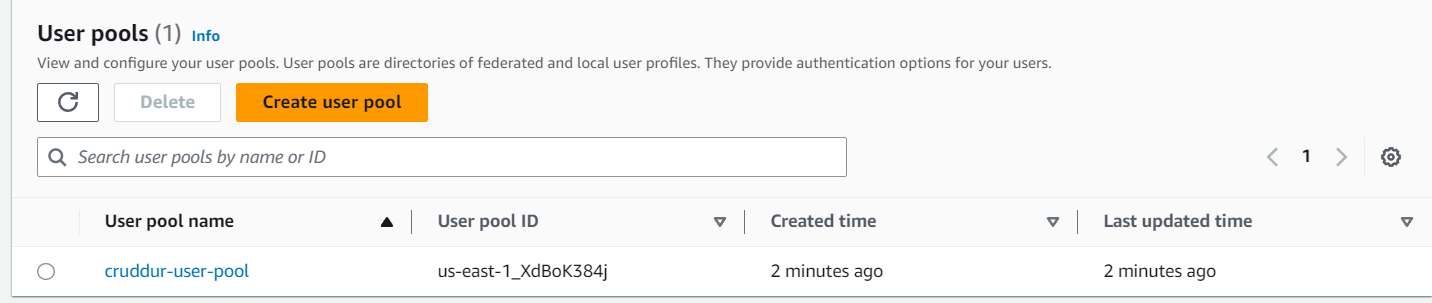 User pools (1) Info
View and configure your user pools. User pools are directories of federated and local user profiles. They provide authentication options for your users.
Delete Create user pool
Search user pools by name or ID
1
User pool name User pool ID Created time Last updated time
cruddur-user-pool us-east-1_XdBoK384j 2 minutes ago 2 minutes ago